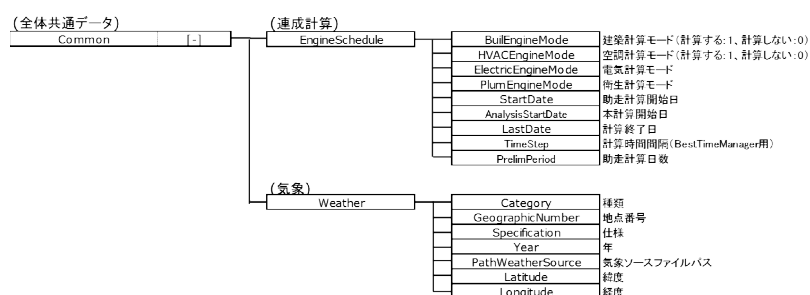 (全体共通データ)
Common [-]
(連成計算)
EngineSchedule
BuilEngineMode 建築計算モード(計算する:1、計算しない:0)
HVACEngineMode 空調計算モード(計算する:1、計算しない:0)
ElectricEngineMode 電気計算モード
PlumEngineMode 衛生計算モード
StartDate 助走計算開始日
AnalysisStartDate 本計算開始日
LastDate 計算終了日
TimeStep 計算時間間隔(BestTimeManager用)
PrelimPeriod 助走計算日数
(気象)
Weather
Category 種類
GeographicNumber 地点番号
Specification 仕様
Year 年
PathWeatherSource 気象ソースファイルパス
Latitude 緯度
Longitude 経度